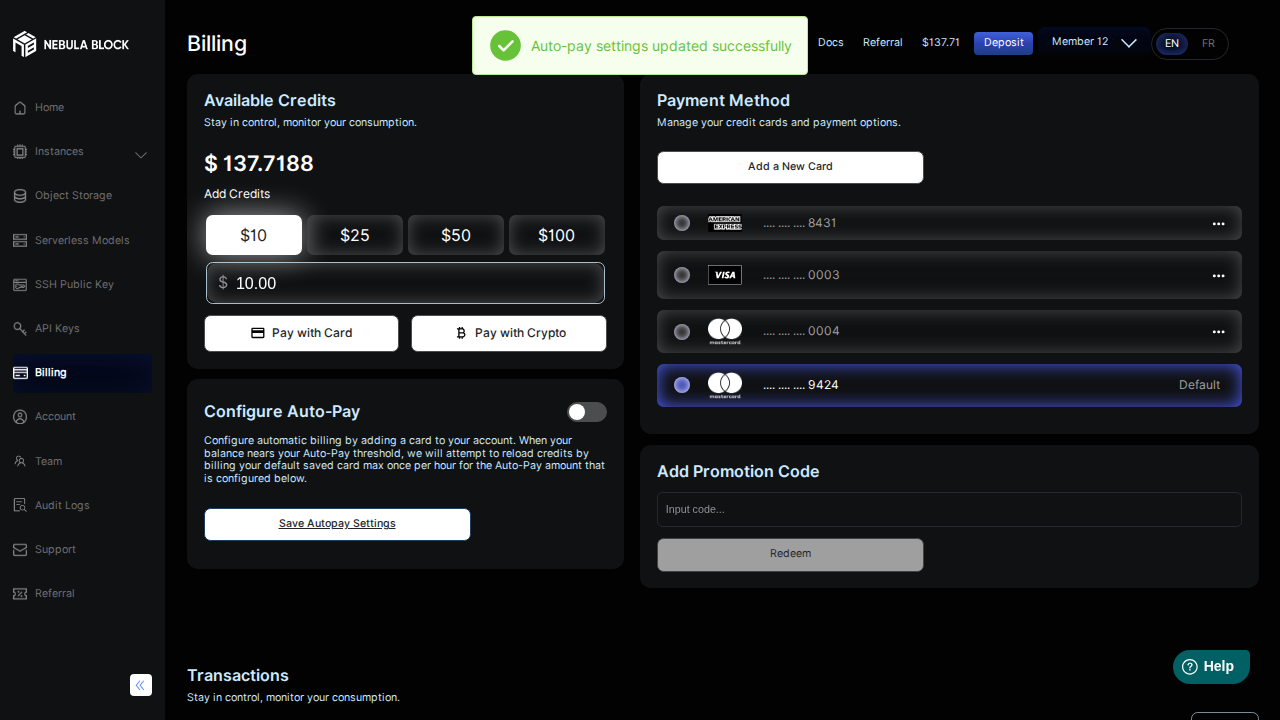 NEBULA BLOCK
Home
Instances
Object Storage
Serverless Models
SSH Public Key
API Keys
Billing
Account
Team
Audit Logs
Support
Referral
Billing
Auto-pay settings updated successfully
Docs
Referral
$137.71
Deposit
Member 12
EN
FR
Available Credits
Stay in control, monitor your consumption.
$ 137.7188
Add Credits
$10
$25
$50
$100
$ 10.00
Pay with Card
Pay with Crypto
Configure Auto-Pay
Configure automatic billing by adding a card to your account. When your
balance nears your Auto-Pay threshold, we will attempt to reload credits by
billing your default saved card max once per hour for the Auto-Pay amount that
is configured below.
Save Autopay Settings
Payment Method
Manage your credit cards and payment options.
Add a New Card
AMERICAN
EXPRESS
.... .... .... 8431
VISA
.... .... .... 0003
mastercard
.... .... .... 0004
mastercard
.... .... .... 9424
Default
Add Promotion Code
Input code...
Redeem
Transactions
Stay in control, monitor your consumption.
Help